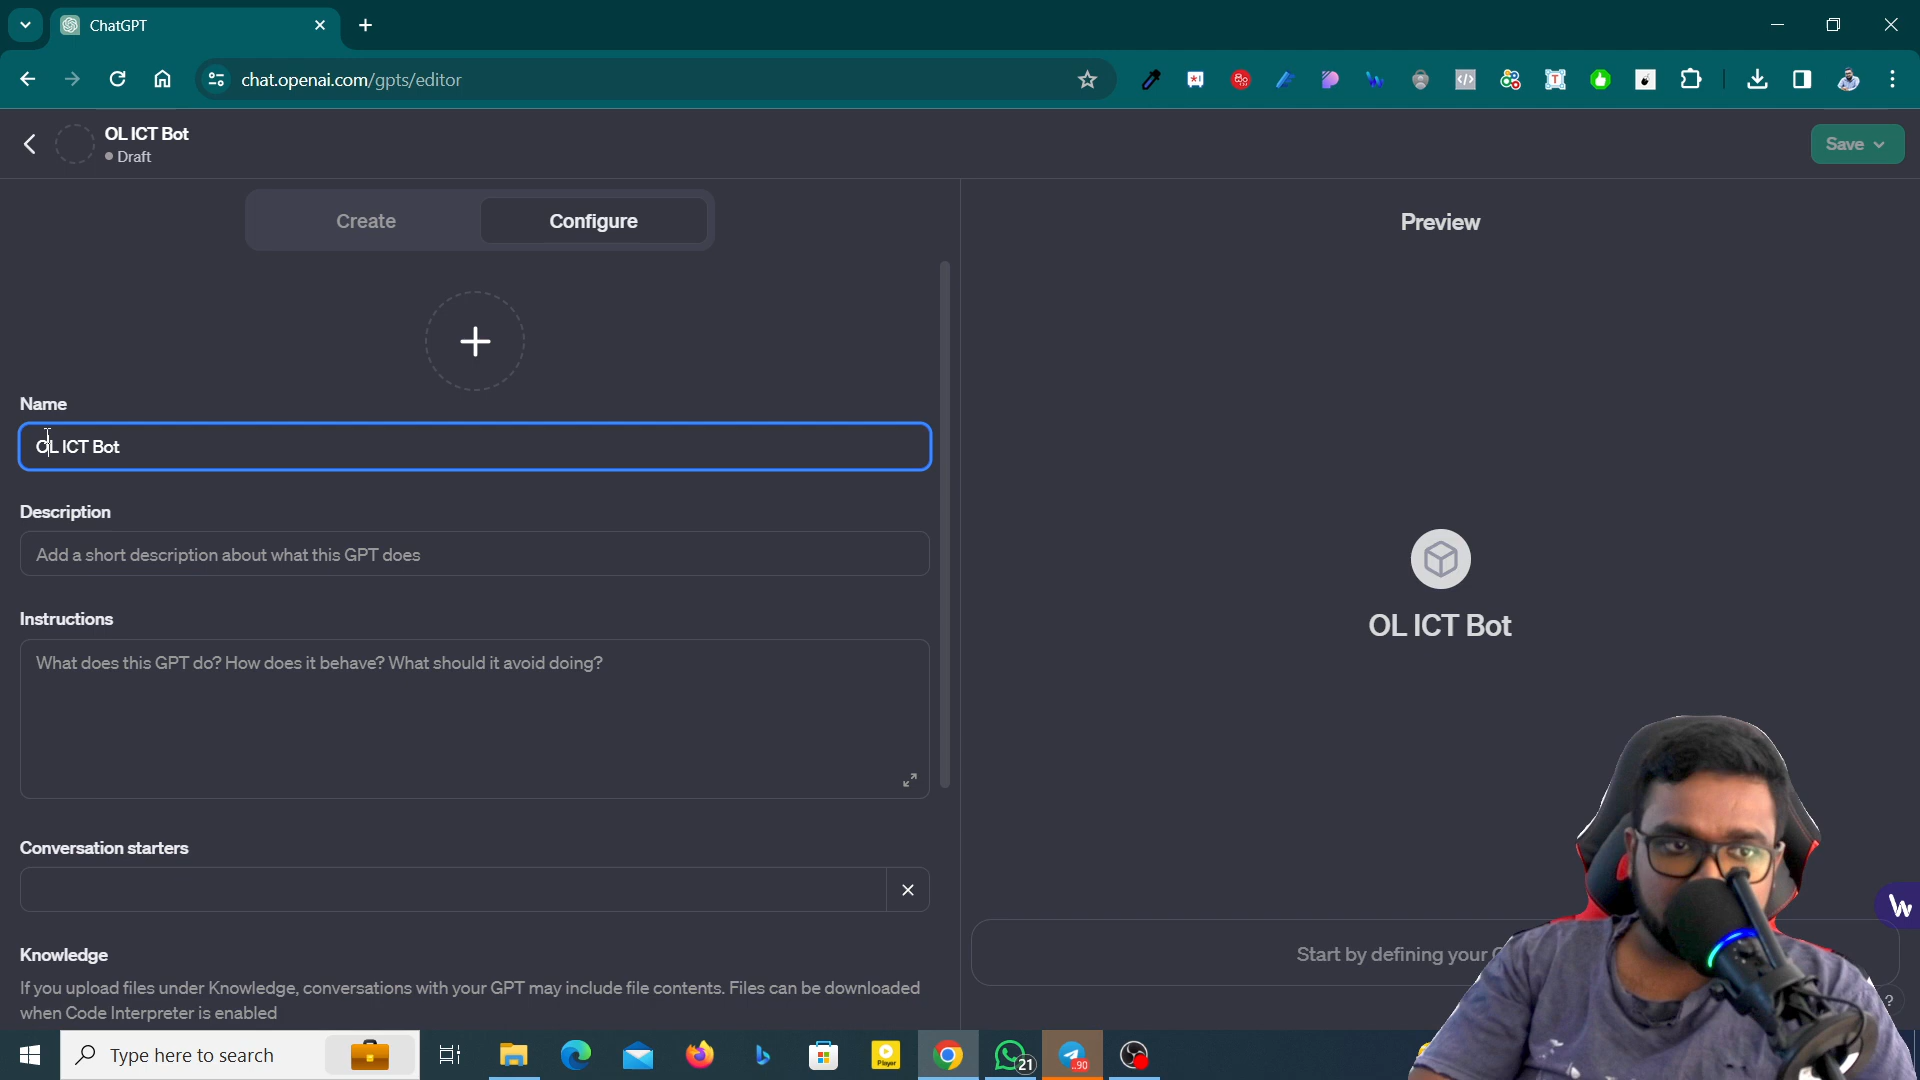 ChatGPT
chat.openai.com/gpts/editor
OL ICT Bot
Draft
Save
Create
Configure
Preview
Name
OL ICT Bot
Description
Add a short description about what this GPT does
Instructions
What does this GPT do? How does it behave? What should it avoid doing?
OL ICT Bot
Conversation starters
Start by defining your
Knowledge
If you upload files under Knowledge, conversations with your GPT may include file contents. Files can be downloaded
when Code Interpreter is enabled
?
Type here to search
Player
21
..90